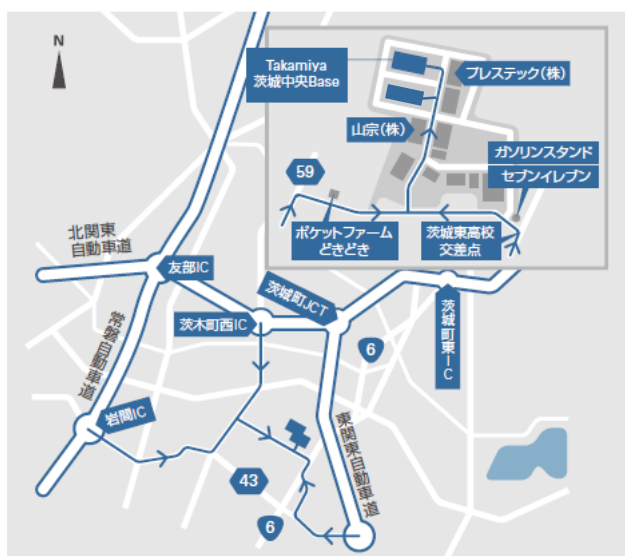 N
Takamiya
茨城中央Base
プレステック(株)
山宗(株)
ガソリンスタンド
セブンイレブン
59
ポケットファーム
どきどき
茨城東高校
交差点
北関東
自動車道
友部IC
茨木町西IC
茨城町JCT
茨城町東IC
6
常磐自動車道
岩間IC
東関東自動車道
43
6